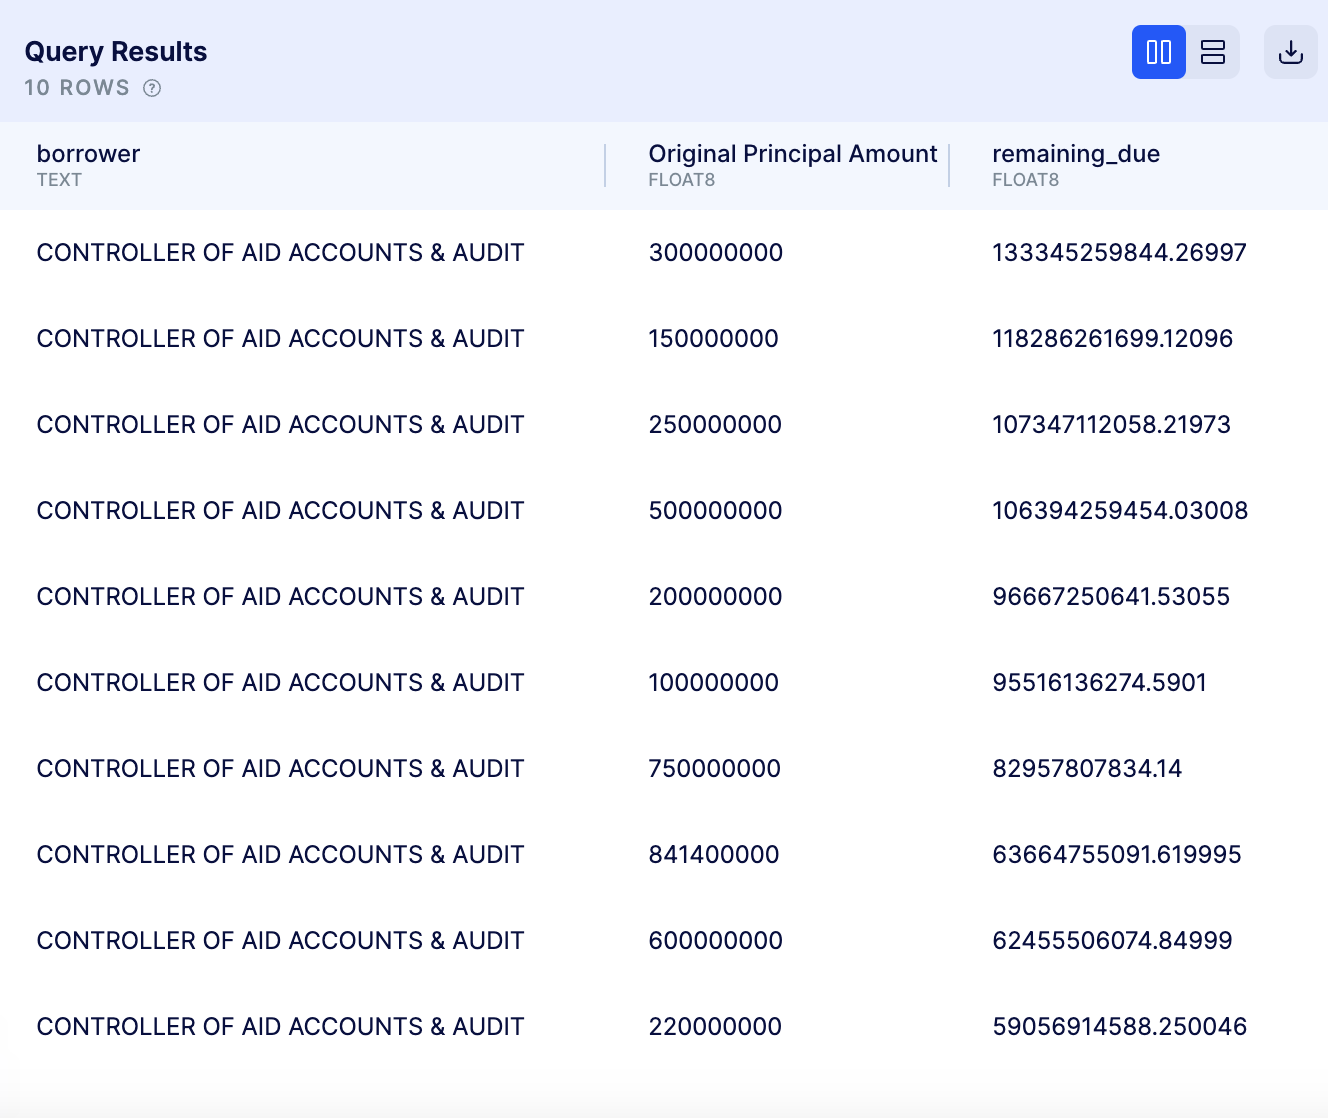 Query Results
10 ROWS ?
borrower Original Principal Amount remaining_due
TEXT FLOAT8 FLOAT8
CONTROLLER OF AID ACCOUNTS & AUDIT 300000000 133345259844.26997
CONTROLLER OF AID ACCOUNTS & AUDIT 150000000 118286261699.12096
CONTROLLER OF AID ACCOUNTS & AUDIT 250000000 107347112058.21973
CONTROLLER OF AID ACCOUNTS & AUDIT 500000000 106394259454.03008
CONTROLLER OF AID ACCOUNTS & AUDIT 200000000 96667250641.53055
CONTROLLER OF AID ACCOUNTS & AUDIT 100000000 95516136274.5901
CONTROLLER OF AID ACCOUNTS & AUDIT 750000000 82957807834.14
CONTROLLER OF AID ACCOUNTS & AUDIT 841400000 63664755091.619995
CONTROLLER OF AID ACCOUNTS & AUDIT 600000000 62455506074.84999
CONTROLLER OF AID ACCOUNTS & AUDIT 220000000 59056914588.250046